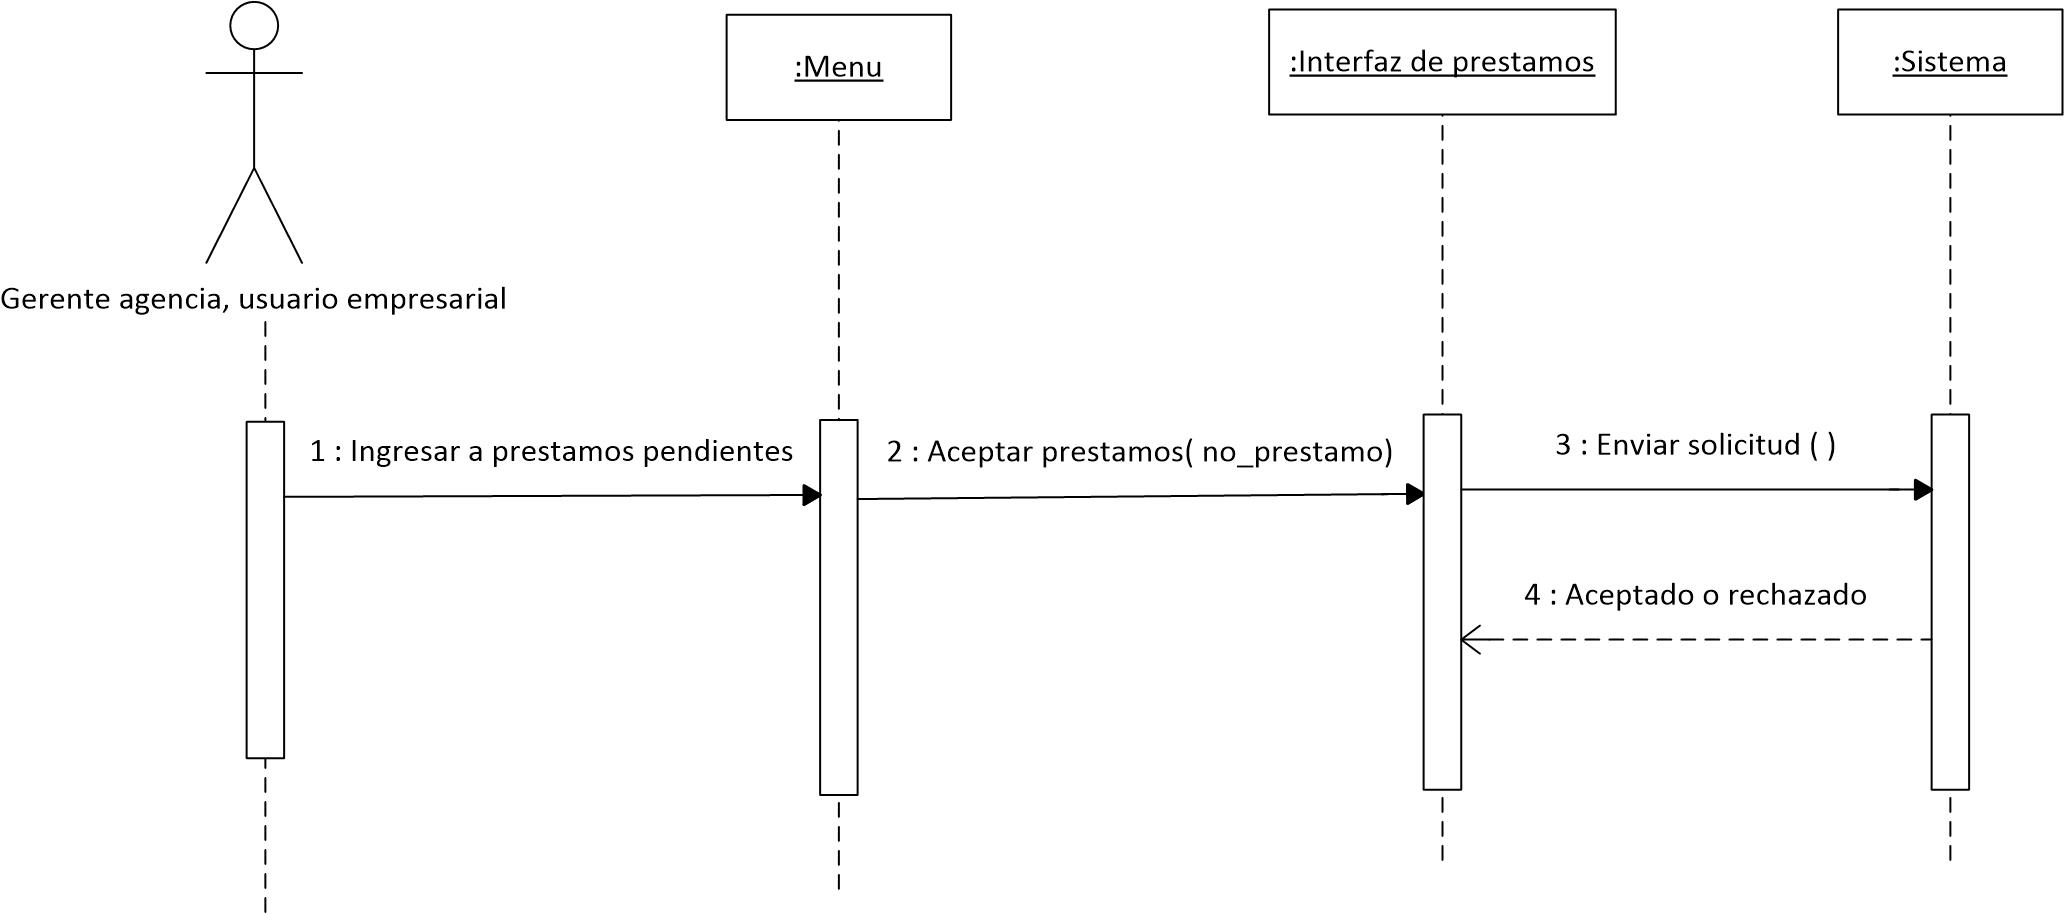 :Menu
:Interfaz de prestamos
:Sistema
Gerente agencia, usuario empresarial
1 : Ingresar a prestamos pendientes
2 : Aceptar prestamos( no_prestamo)
3 : Enviar solicitud ( )
4 : Aceptado o rechazado